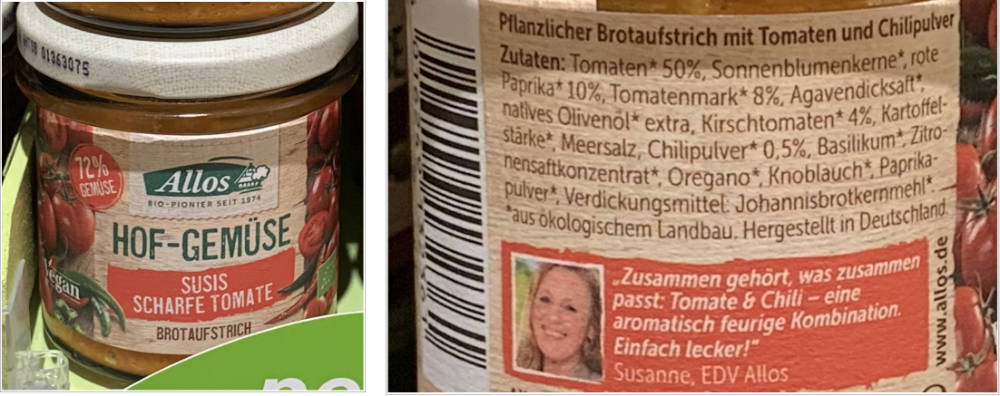 01363075
72%
GEMÜSE
Allos
BIO-PIONIER SEIT 1974
HOF-GEMÜSE
SUSIS
SCHARFE TOMATE
Vegan
BROTAUFSTRICH
Pflanzlicher Brotaufstrich mit Tomaten und Chilipulver
Zutaten: Tomaten* 50%, Sonnenblumenkerne*, rote
Paprika* 10%, Tomatenmark* 8%, Agavendicksaft*,
natives Olivenöl* extra, Kirschtomaten* 4%, Kartoffel-
stärke*, Meersalz, Chilipulver* 0,5%, Basilikum*, Zitro-
nensaftkonzentrat*, Oregano*, Knoblauch*, Paprika-
pulver*, Verdickungsmittel: Johannisbrotkernmehl*.
*aus ökologischem Landbau. Hergestellt in Deutschland
„Zusammen gehört, was zusammen
passt: Tomate & Chili – eine
aromatisch feurige Kombination.
Einfach lecker!“
Susanne, EDV Allos
www.allos.de